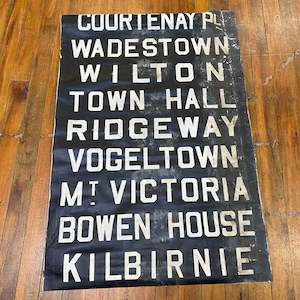 COURTENAY PL
WADESTOWN
WILTON
TOWN HALL
RIDGEWAY
VOGELTOWN
MT VICTORIA
BOWEN HOUSE
KILBIRNIE